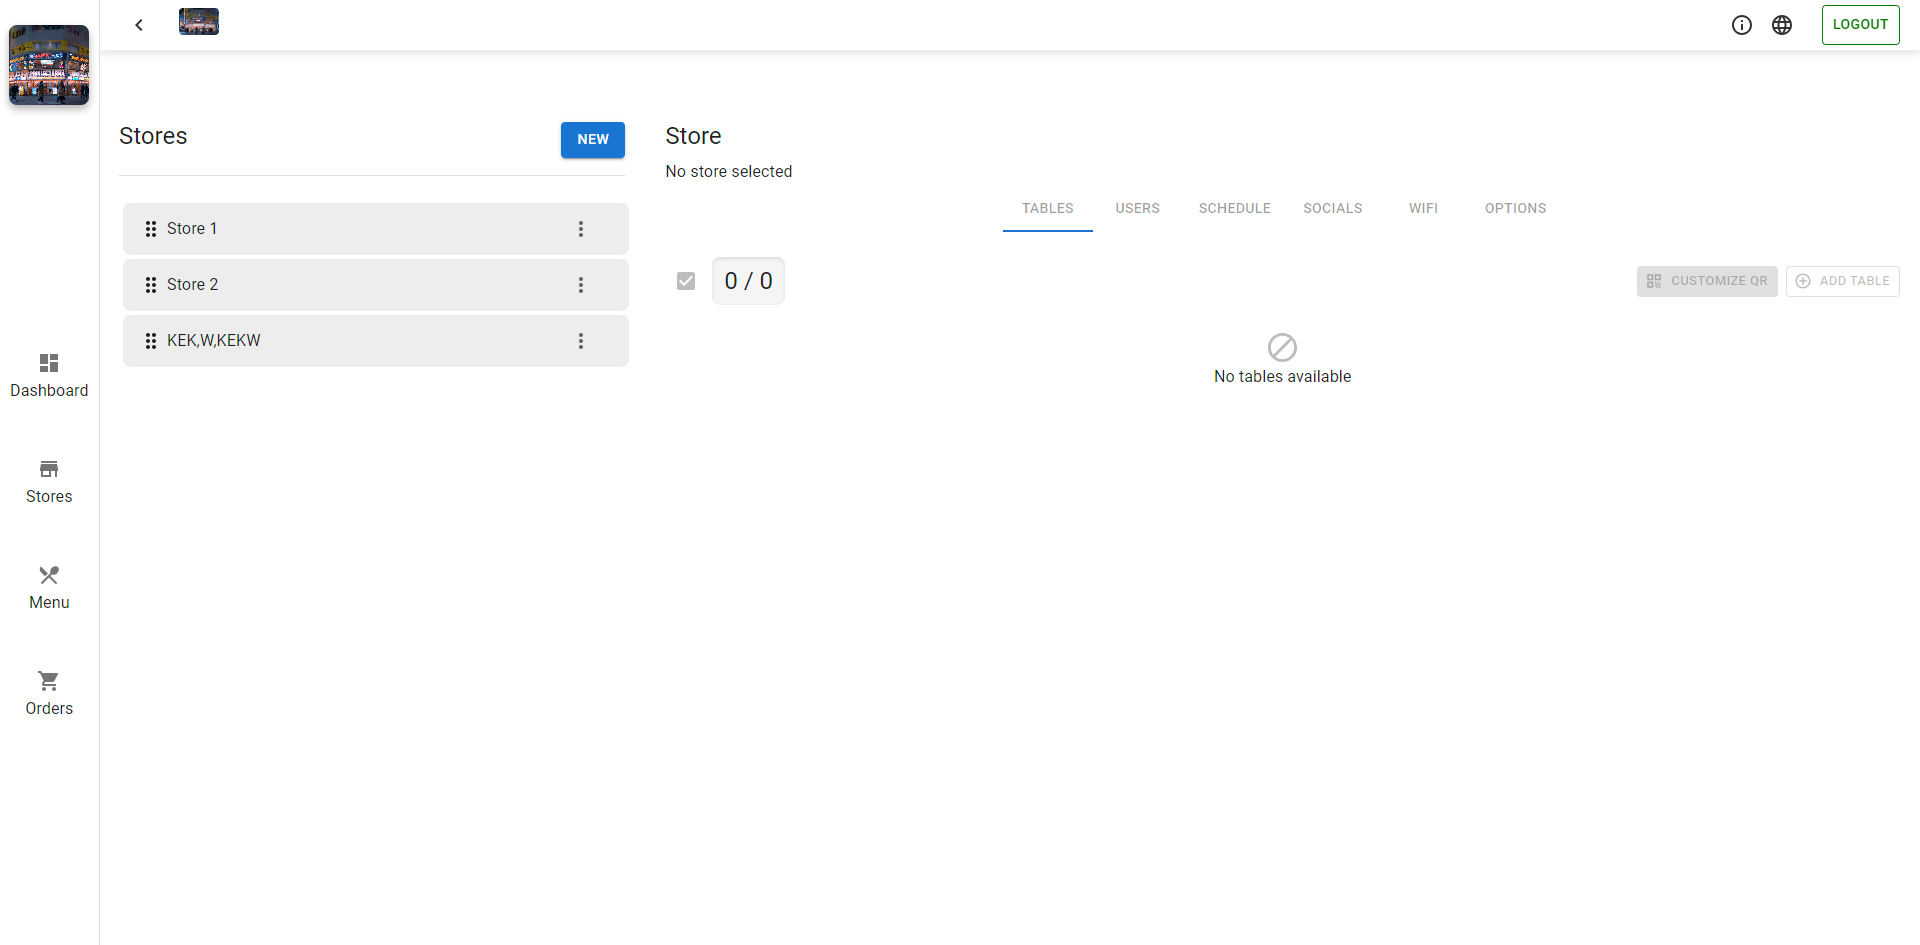 LOGOUT
Stores
NEW
Store
No store selected
TABLES USERS SCHEDULE SOCIALS WIFI OPTIONS
Store 1
Store 2
KEK,W,KEKW
0 / 0
CUSTOMIZE QR
ADD TABLE
No tables available
Dashboard
Stores
Menu
Orders